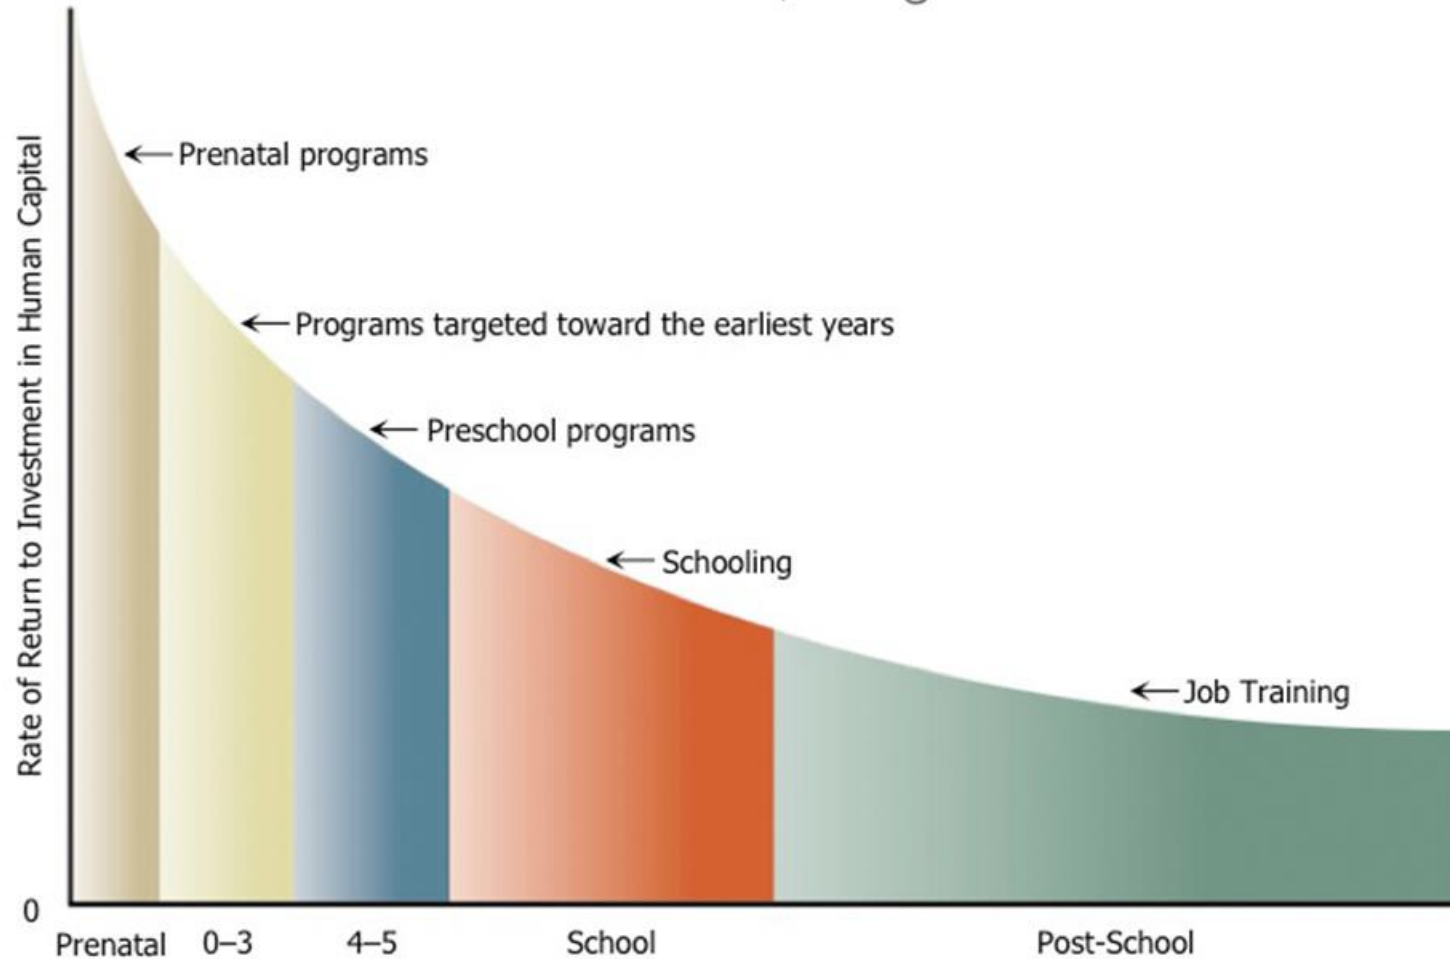 Rate of Return to Investment in Human Capital
Prenatal programs
Programs targeted toward the earliest years
Preschool programs
Schooling
Job Training
0
Prenatal
0–3
4–5
School
Post-School